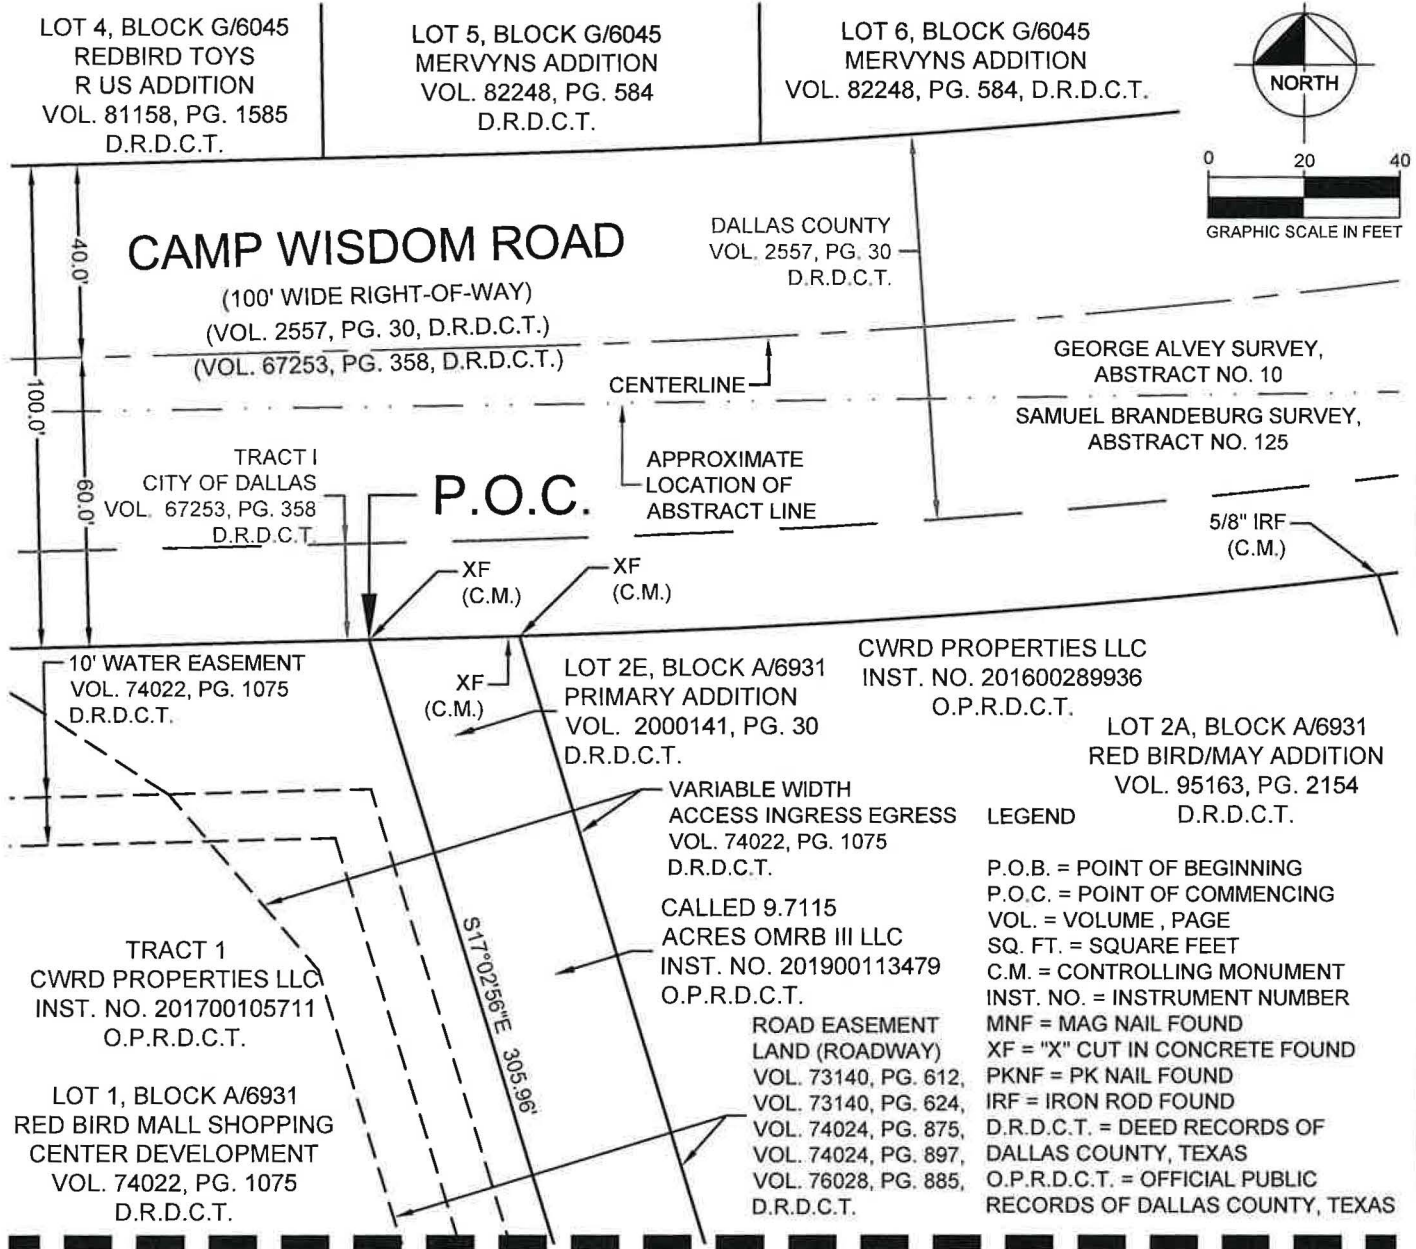 LOT 4, BLOCK G/6045
REDBIRD TOYS
R US ADDITION
VOL. 81158, PG. 1585
D.R.D.C.T.
LOT 5, BLOCK G/6045
MERVYNS ADDITION
VOL. 82248, PG. 584
D.R.D.C.T.
LOT 6, BLOCK G/6045
MERVYNS ADDITION
VOL. 82248, PG. 584, D.R.D.C.T.
NORTH
0 20 40
GRAPHIC SCALE IN FEET
40.0'
100.0'
60.0'
CAMP WISDOM ROAD
(100' WIDE RIGHT-OF-WAY)
(VOL. 2557, PG. 30, D.R.D.C.T.)
(VOL. 67253, PG. 358, D.R.D.C.T.)
DALLAS COUNTY
VOL. 2557, PG. 30
D.R.D.C.T.
CENTERLINE
GEORGE ALVEY SURVEY,
ABSTRACT NO. 10
SAMUEL BRANDEBURG SURVEY,
ABSTRACT NO. 125
TRACT I
CITY OF DALLAS
VOL. 67253, PG. 358
D.R.D.C.T.
P.O.C.
APPROXIMATE
LOCATION OF
ABSTRACT LINE
5/8" IRF
(C.M.)
XF
(C.M.)
XF
(C.M.)
XF
(C.M.)
10' WATER EASEMENT
VOL. 74022, PG. 1075
D.R.D.C.T.
LOT 2E, BLOCK A/6931
PRIMARY ADDITION
VOL. 2000141, PG. 30
D.R.D.C.T.
CWRD PROPERTIES LLC
INST. NO. 201600289936
O.P.R.D.C.T.
LOT 2A, BLOCK A/6931
RED BIRD/MAY ADDITION
VOL. 95163, PG. 2154
D.R.D.C.T.
VARIABLE WIDTH
ACCESS INGRESS EGRESS
VOL. 74022, PG. 1075
D.R.D.C.T.
CALLED 9.7115
ACRES OMRB III LLC
INST. NO. 201900113479
O.P.R.D.C.T.
S17°02'56"E 305.96'
TRACT 1
CWRD PROPERTIES LLC
INST. NO. 201700105711
O.P.R.D.C.T.
LOT 1, BLOCK A/6931
RED BIRD MALL SHOPPING
CENTER DEVELOPMENT
VOL. 74022, PG. 1075
D.R.D.C.T.
ROAD EASEMENT
LAND (ROADWAY)
VOL. 73140, PG. 612,
VOL. 73140, PG. 624,
VOL. 74024, PG. 875,
VOL. 74024, PG. 897,
VOL. 76028, PG. 885,
D.R.D.C.T.
LEGEND
P.O.B. = POINT OF BEGINNING
P.O.C. = POINT OF COMMENCING
VOL. = VOLUME , PAGE
SQ. FT. = SQUARE FEET
C.M. = CONTROLLING MONUMENT
INST. NO. = INSTRUMENT NUMBER
MNF = MAG NAIL FOUND
XF = "X" CUT IN CONCRETE FOUND
PKNF = PK NAIL FOUND
IRF = IRON ROD FOUND
D.R.D.C.T. = DEED RECORDS OF
DALLAS COUNTY, TEXAS
O.P.R.D.C.T. = OFFICIAL PUBLIC
RECORDS OF DALLAS COUNTY, TEXAS